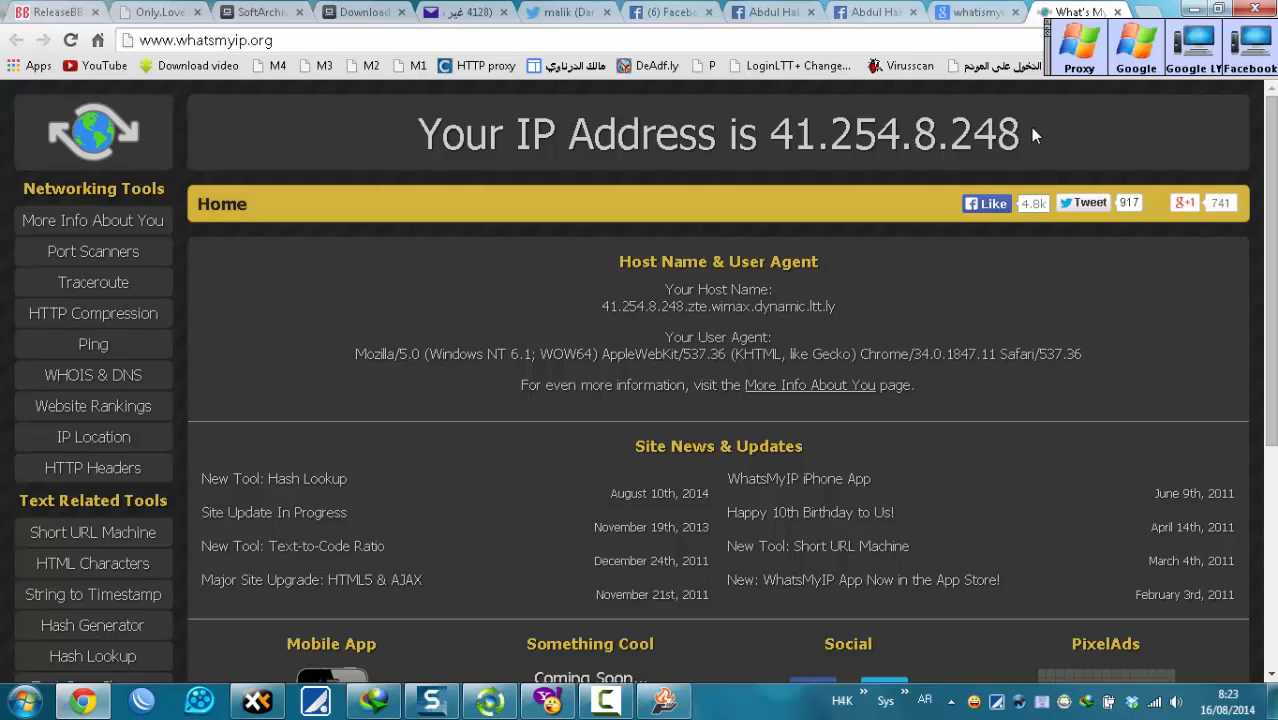 ReleaseBB
Only.Love
SoftArchiv
Download
غير 4128)
malik (Dar
(6) Facebo
Abdul Hak
Abdul Hak
whatismy
What's My
www.whatsmyip.org
Apps
YouTube
Download video
M4
M3
M2
M1
HTTP proxy
مالك الدرناوي
DeAdf.ly
P
LoginLTT+ Change...
Virusscan
Proxy
Google
Google LY
Facebook
Your IP Address is 41.254.8.248
Networking Tools
More Info About You
Port Scanners
Traceroute
HTTP Compression
Ping
WHOIS & DNS
Website Rankings
IP Location
HTTP Headers
Text Related Tools
Short URL Machine
HTML Characters
String to Timestamp
Hash Generator
Hash Lookup
Home
Like 4.8k
Tweet 917
g+1 741
Host Name & User Agent
Your Host Name:
41.254.8.248.zte.wimax.dynamic.ltt.ly
Your User Agent:
Mozilla/5.0 (Windows NT 6.1; WOW64) AppleWebKit/537.36 (KHTML, like Gecko) Chrome/34.0.1847.11 Safari/537.36
For even more information, visit the More Info About You page.
Site News & Updates
New Tool: Hash Lookup
August 10th, 2014
Site Update In Progress
November 19th, 2013
New Tool: Text-to-Code Ratio
December 24th, 2011
Major Site Upgrade: HTML5 & AJAX
November 21st, 2011
WhatsMyIP iPhone App
June 9th, 2011
Happy 10th Birthday to Us!
April 14th, 2011
New Tool: Short URL Machine
March 4th, 2011
New: WhatsMyIP App Now in the App Store!
February 3rd, 2011
Mobile App
Something Cool
Coming Soon...
Social
PixelAds
H4K
Sys
AR
8:23
16/08/2014